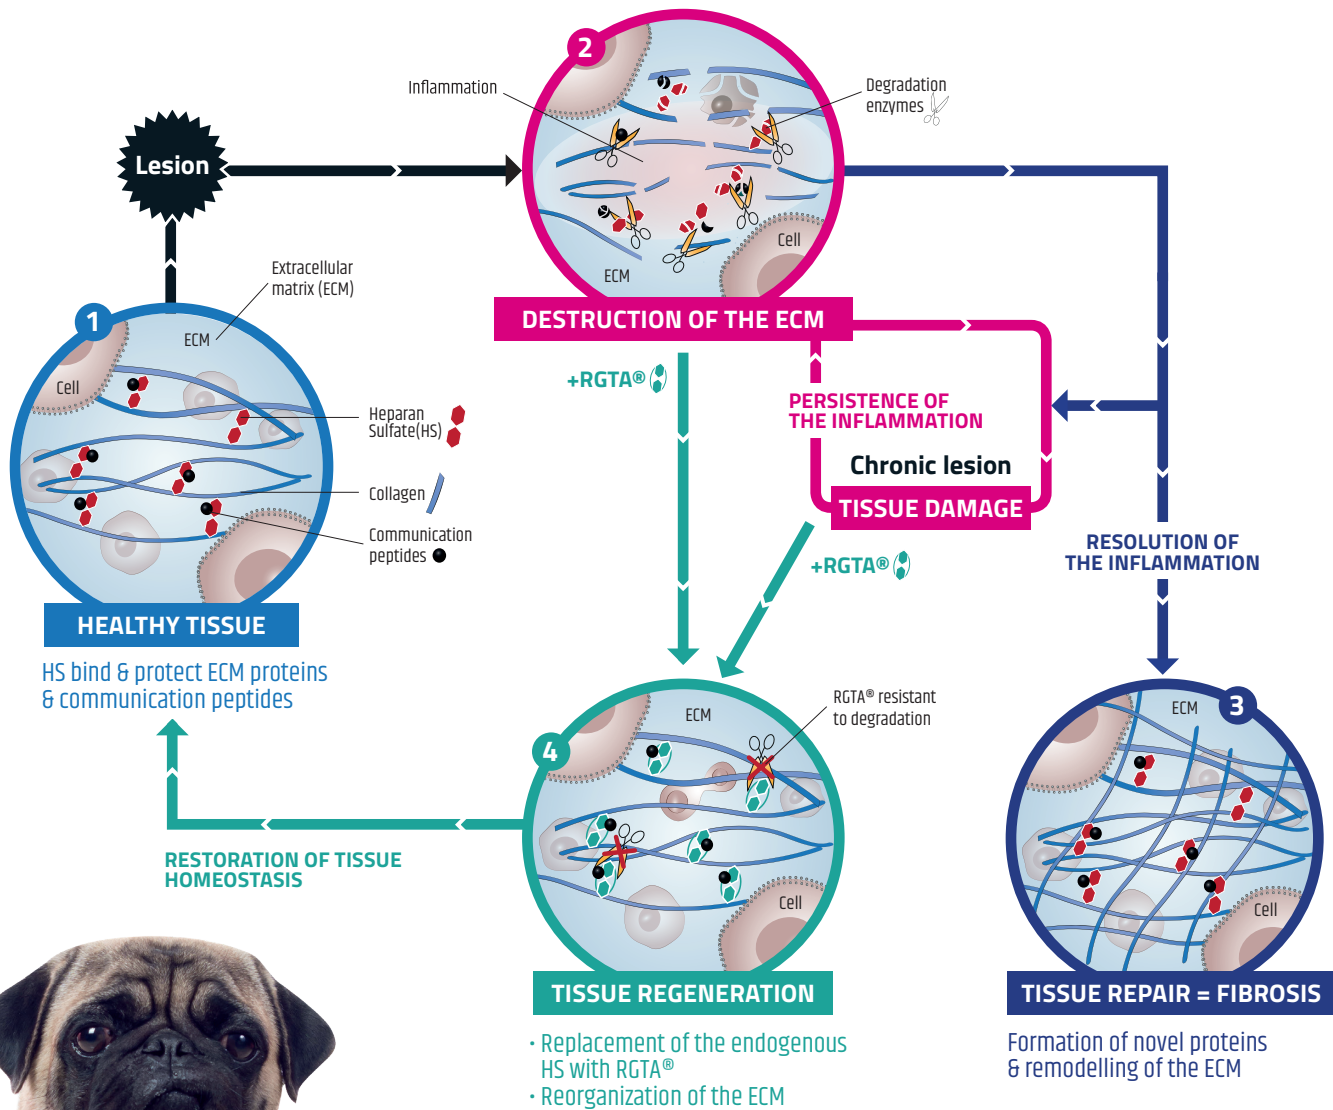 2
Inflammation
Degradation
enzymes
Lesion
Cell
ECM
DESTRUCTION OF THE ECM
Extracellular
matrix (ECM)
1
ECM
Cell
Heparan
Sulfate(HS)
Collagen
Communication
peptides
HEALTHY TISSUE
HS bind & protect ECM proteins
& communication peptides
+RGTA®
PERSISTENCE OF
THE INFLAMMATION
Chronic lesion
TISSUE DAMAGE
+RGTA®
RESOLUTION OF
THE INFLAMMATION
RGTA® resistant
to degradation
4
ECM
Cell
TISSUE REGENERATION
• Replacement of the endogenous
HS with RGTA®
• Reorganization of the ECM
RESTORATION OF TISSUE
HOMEOSTASIS
3
ECM
Cell
TISSUE REPAIR = FIBROSIS
Formation of novel proteins
& remodelling of the ECM